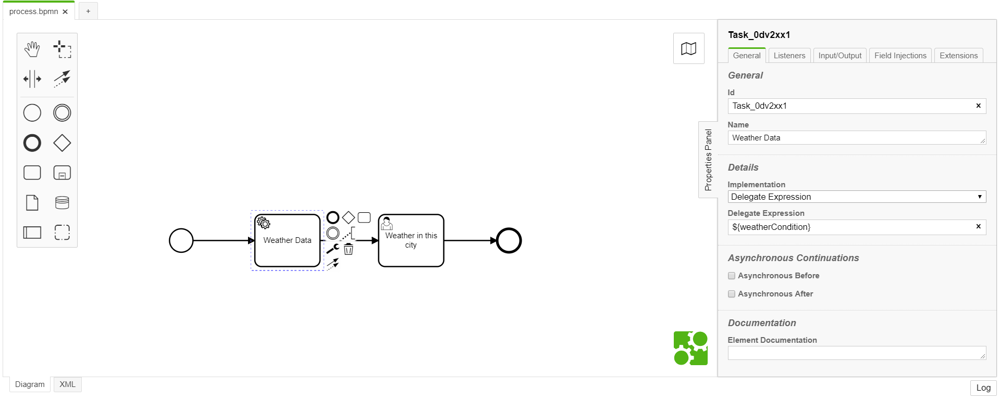 process.bpmn ×
+
Task_0dv2xx1
General
Listeners
Input/Output
Field Injections
Extensions
General
Id
Task_0dv2xx1
×
Name
Weather Data
Properties Panel
Details
Implementation
Delegate Expression
Delegate Expression
${weatherCondition}
×
Weather Data
Weather in this
city
Asynchronous Continuations
Asynchronous Before
Asynchronous After
Documentation
Element Documentation
Diagram
XML
Log